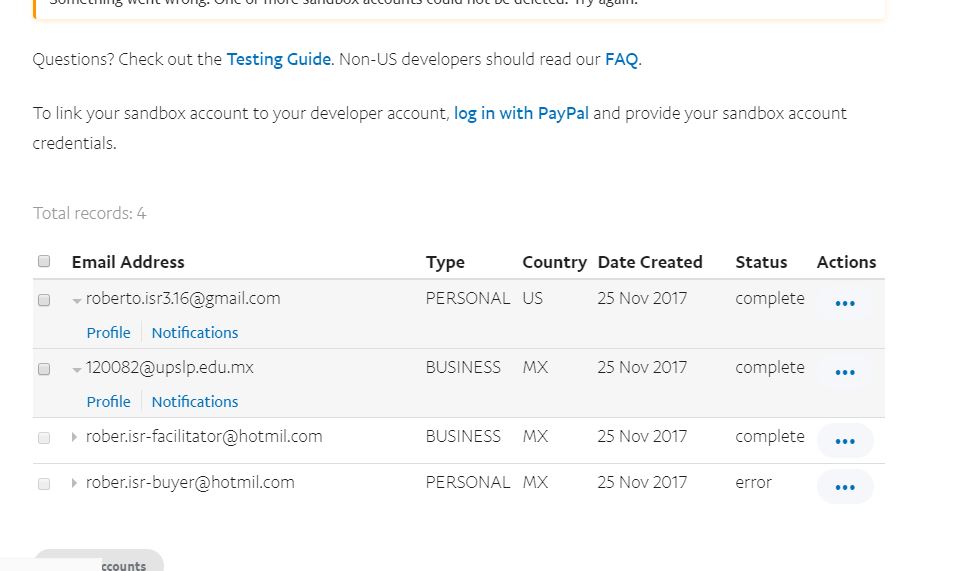 Something went wrong. One or more sandbox accounts could not be deleted. Try again.
Questions? Check out the Testing Guide. Non-US developers should read our FAQ.
To link your sandbox account to your developer account, log in with PayPal and provide your sandbox account
credentials.
Total records: 4
Email Address Type Country Date Created Status Actions
roberto.isr3.16@gmail.com PERSONAL US 25 Nov 2017 complete
Profile Notifications
120082@upslp.edu.mx BUSINESS MX 25 Nov 2017 complete
Profile Notifications
rober.isr-facilitator@hotmil.com BUSINESS MX 25 Nov 2017 complete
rober.isr-buyer@hotmil.com PERSONAL MX 25 Nov 2017 error
ccounts